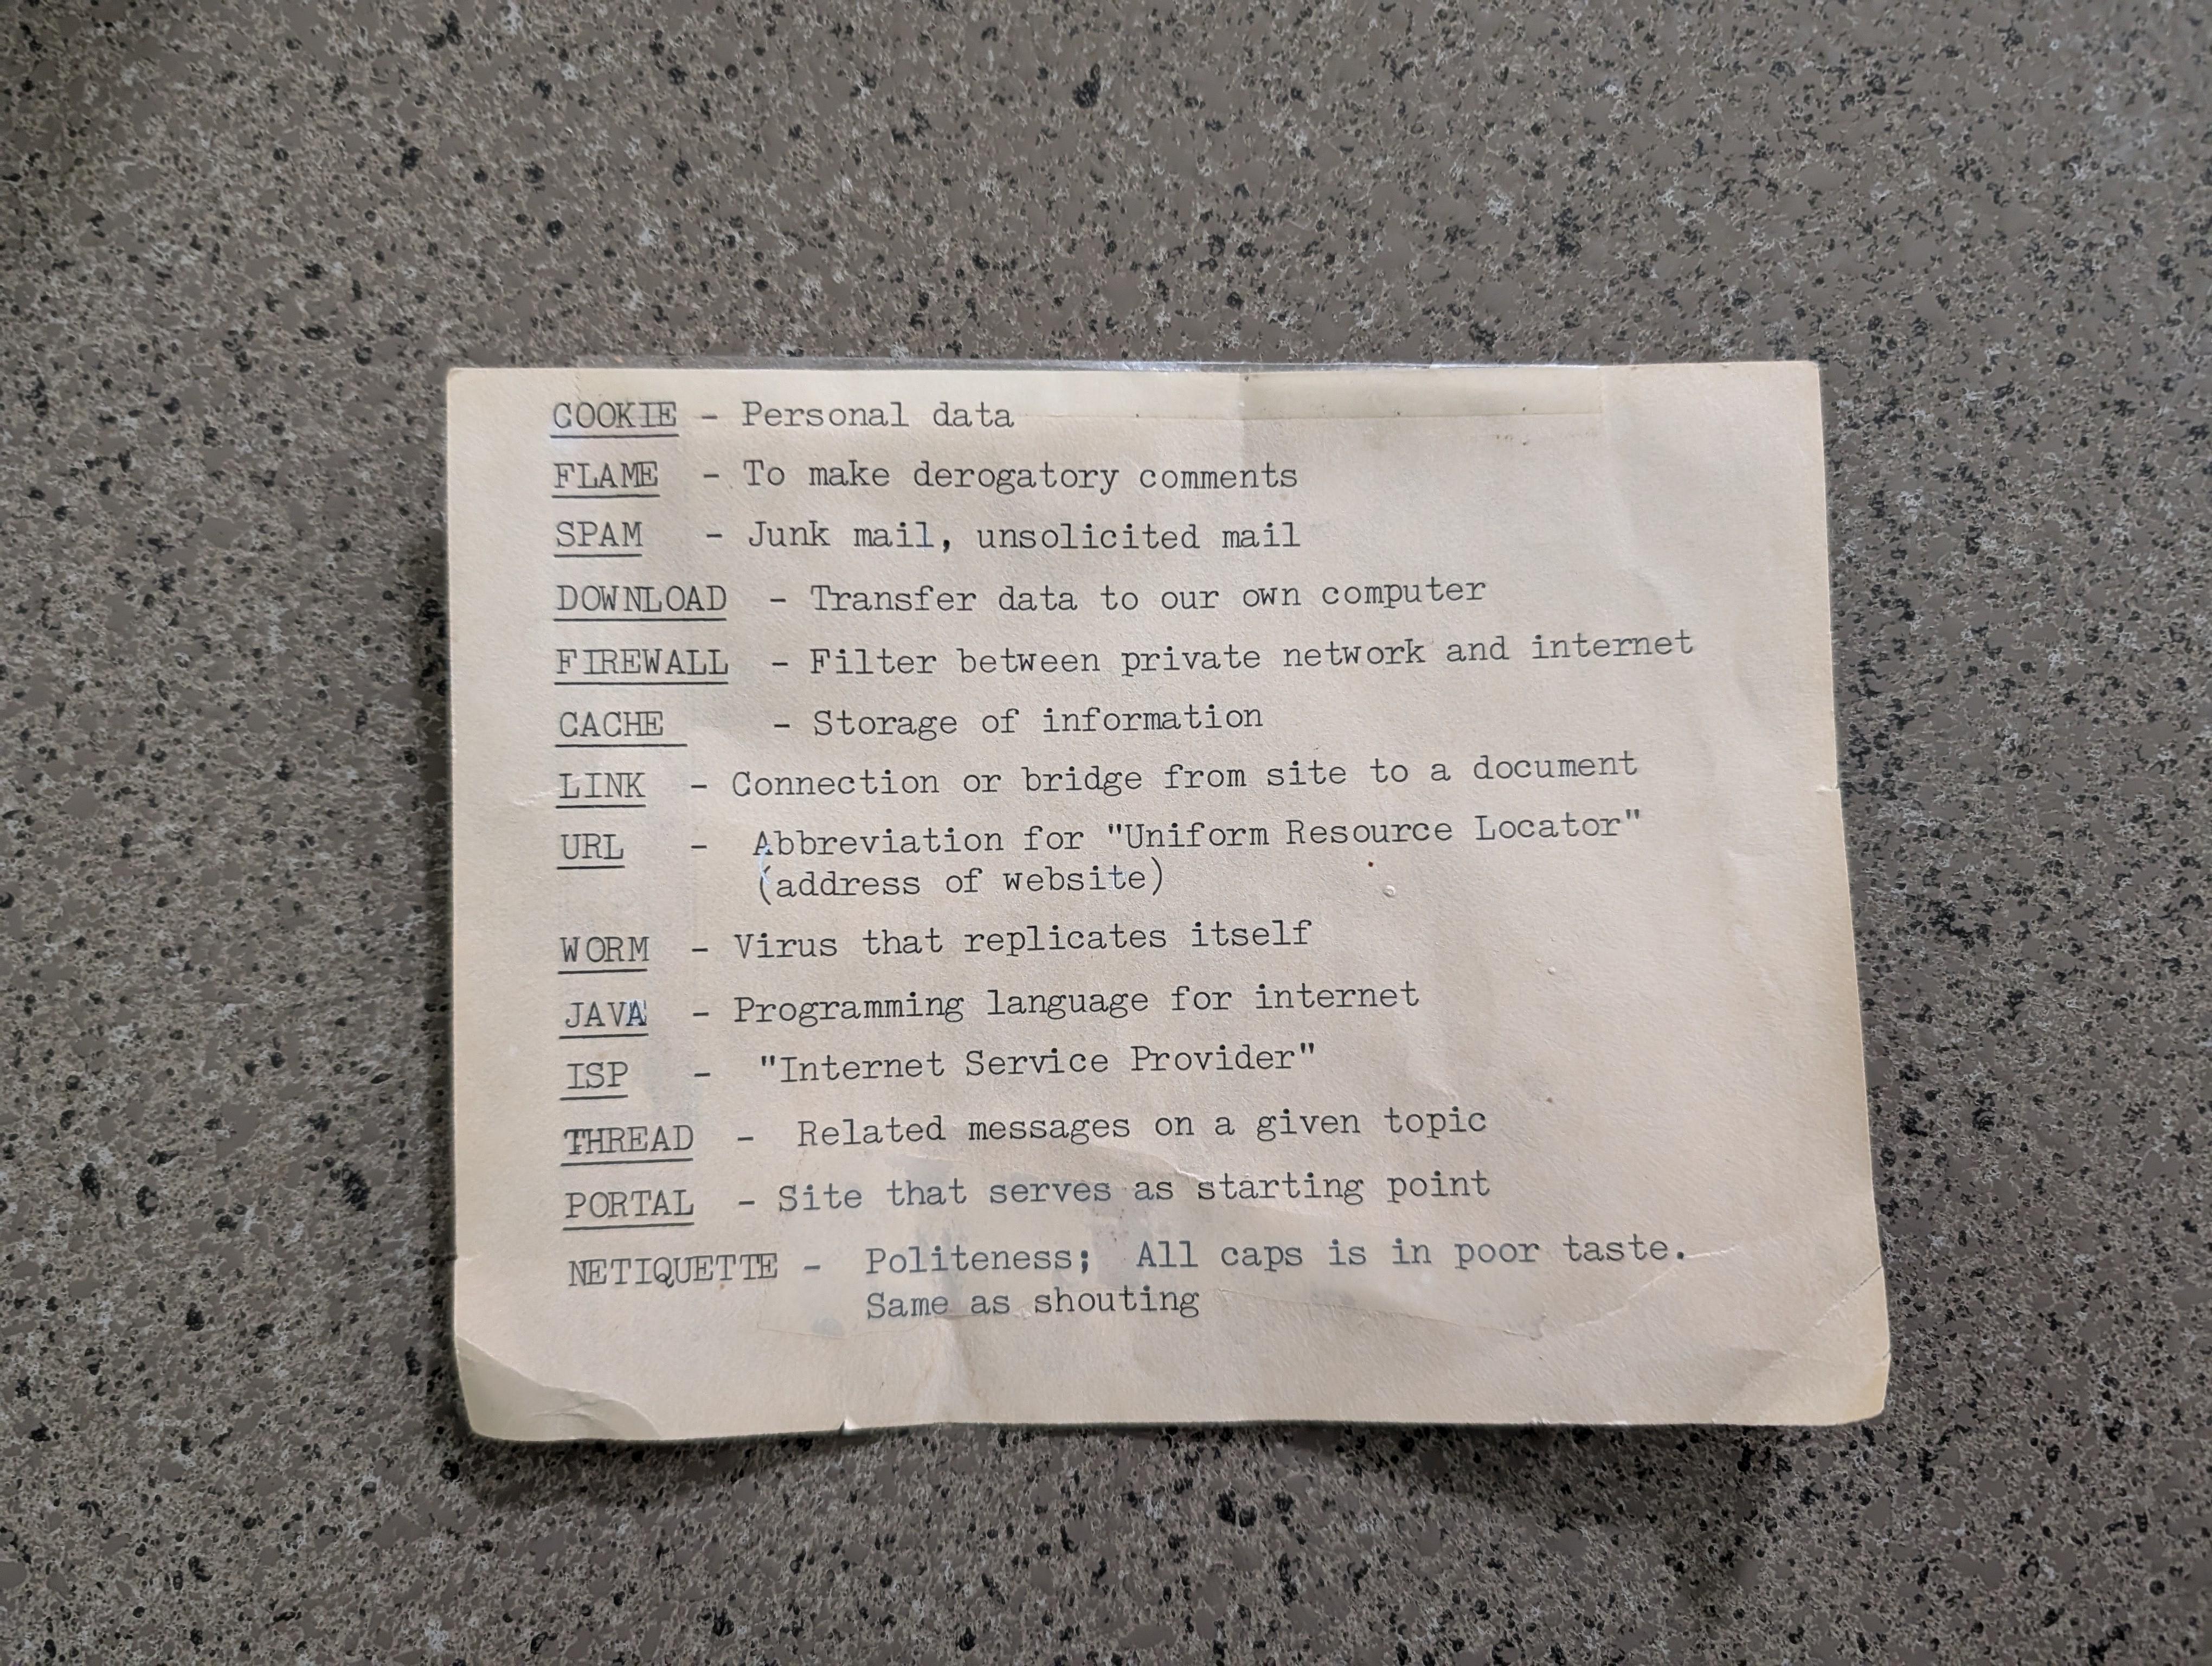 COOKIE - Personal data
FLAME - To make derogatory comments
SPAM - Junk mail, unsolicited mail
DOWNLOAD - Transfer data to our own computer
FIREWALL - Filter between private network and internet
CACHE - Storage of information
LINK - Connection or bridge from site to a document
URL - Abbreviation for "Uniform Resource Locator"
(address of website)
WORM - Virus that replicates itself
JAVA - Programming language for internet
ISP - "Internet Service Provider"
THREAD - Related messages on a given topic
PORTAL - Site that serves as starting point
NETIQUETTE - Politeness; All caps is in poor taste.
Same as shouting